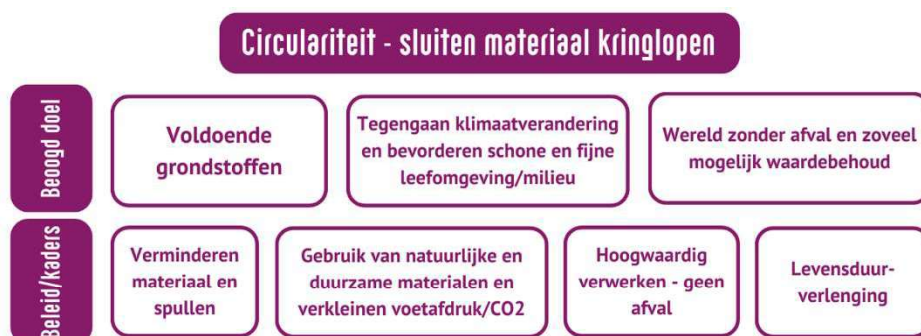 Circulariteit - sluiten materiaal kringlopen
Beoogd doel
Voldoende
grondstoffen
Tegengaan klimaatverandering
en bevorderen schone en fijne
leefomgeving/milieu
Wereld zonder afval en zoveel
mogelijk waardebehoud
Beleid/kaders
Verminderen
materiaal en
spullen
Gebruik van natuurlijke en
duurzame materialen en
verkleinen voetafdruk/CO2
Hoogwaardig
verwerken - geen
afval
Levensduur-
verlenging